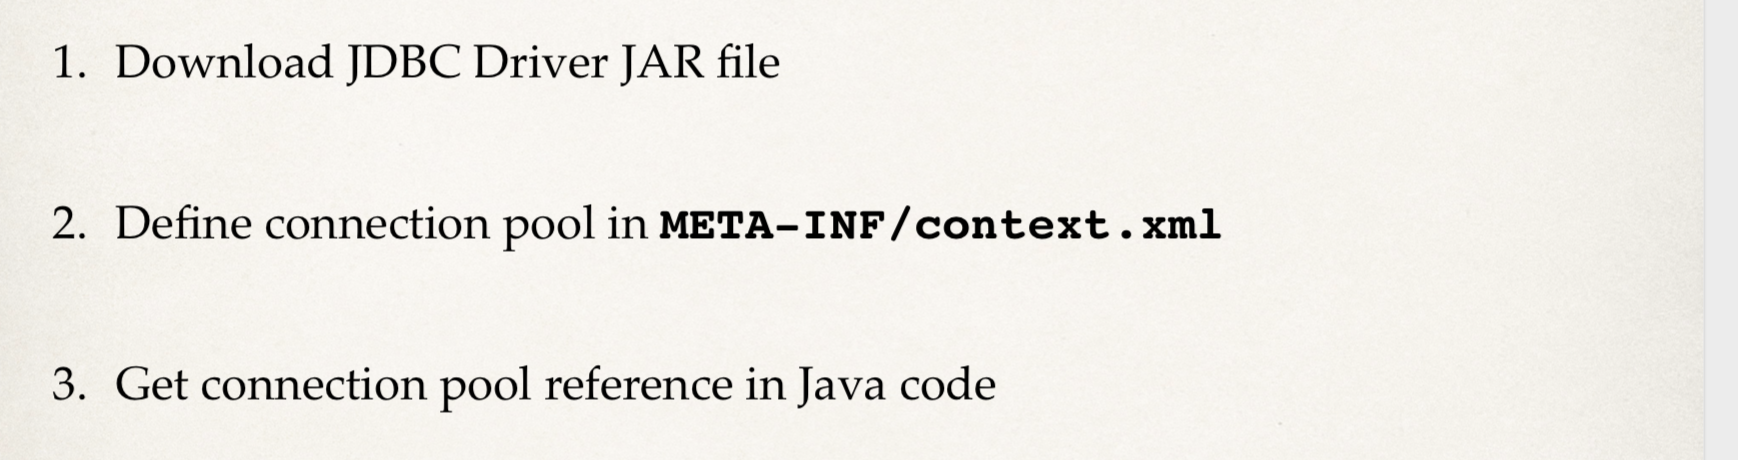 1. Download JDBC Driver JAR file
2. Define connection pool in META-INF/context.xml
3. Get connection pool reference in Java code